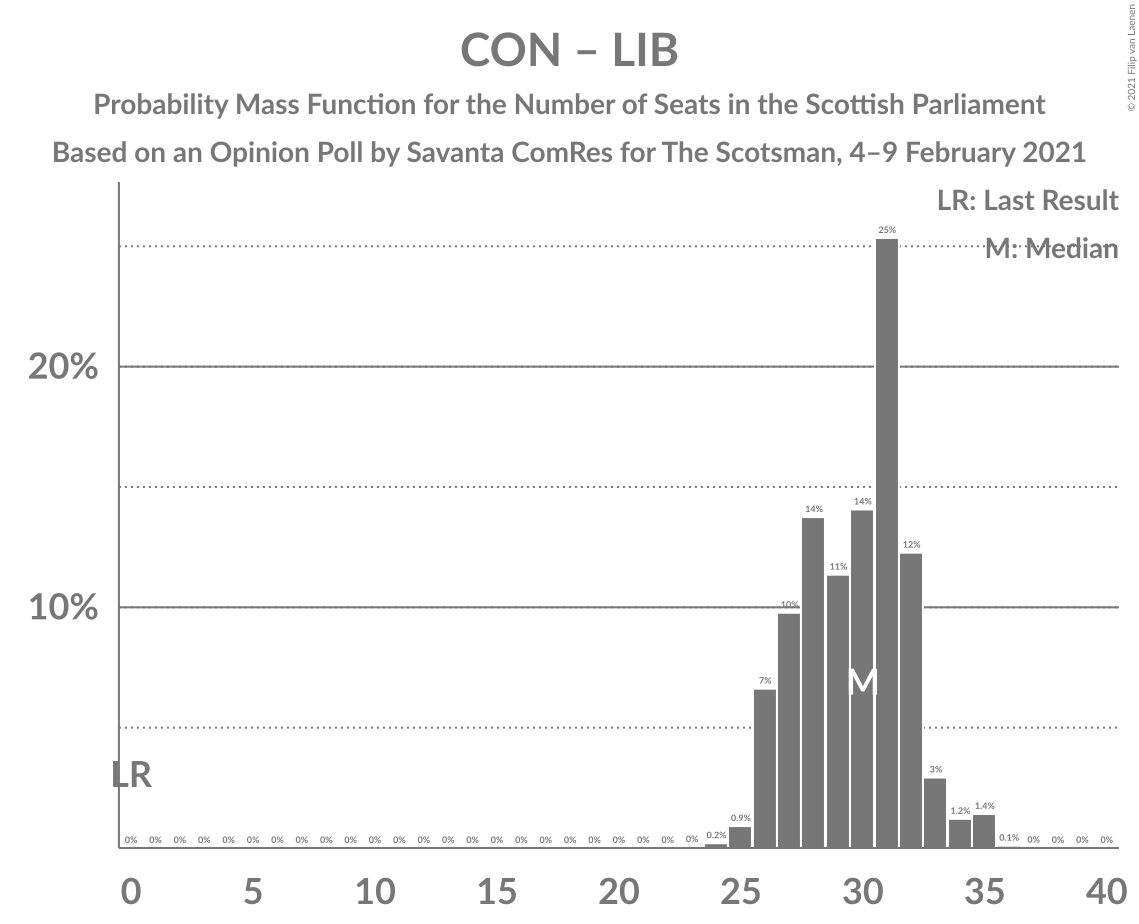 CON – LIB
Probability Mass Function for the Number of Seats in the Scottish Parliament
Based on an Opinion Poll by Savanta ComRes for The Scotsman, 4–9 February 2021
© 2021 Filip van Laenen
LR: Last Result
M: Median
25%
20%
14% 14%
12%
11%
10% 10%
7%
M
LR
3%
1.2% 1.4%
0% 0% 0% 0% 0% 0% 0% 0% 0% 0% 0% 0% 0% 0% 0% 0% 0% 0% 0% 0% 0% 0% 0% 0% 0.2% 0.9% 0.1% 0% 0% 0% 0%
0 5 10 15 20 25 30 35 40